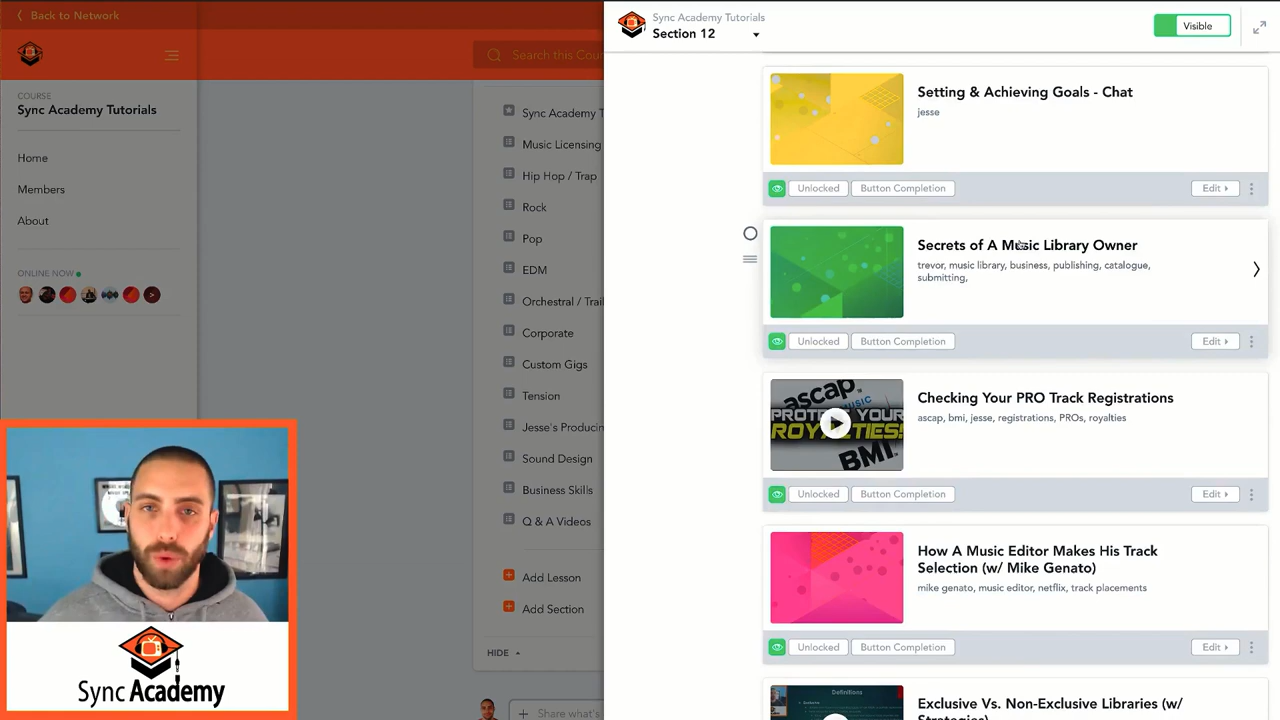 Back to Network
Search this Cou
COURSE
Sync Academy Tutorials
Home
Members
About
ONLINE NOW
Sync Academy T
Music Licensing
Hip Hop / Trap
Rock
Pop
EDM
Orchestral / Trail
Corporate
Custom Gigs
Tension
Jesse's Producin
Sound Design
Business Skills
Q & A Videos
Add Lesson
Add Section
HIDE
Share what's
Sync Academy
Sync Academy Tutorials
Section 12
Visible
Setting & Achieving Goals - Chat
jesse
Unlocked
Button Completion
Edit
Secrets of A Music Library Owner
trevor, music library, business, publishing, catalogue,
submitting,
Unlocked
Button Completion
Edit
ascap
MUSIC
PROTECT YOUR
ROYALTIES!
BMI
Checking Your PRO Track Registrations
ascap, bmi, jesse, registrations, PROs, royalties
Unlocked
Button Completion
Edit
How A Music Editor Makes His Track
Selection (w/ Mike Genato)
mike genato, music editor, netflix, track placements
Unlocked
Button Completion
Edit
Definitions
Exclusive Vs. Non-Exclusive Libraries (w/
Strategies)